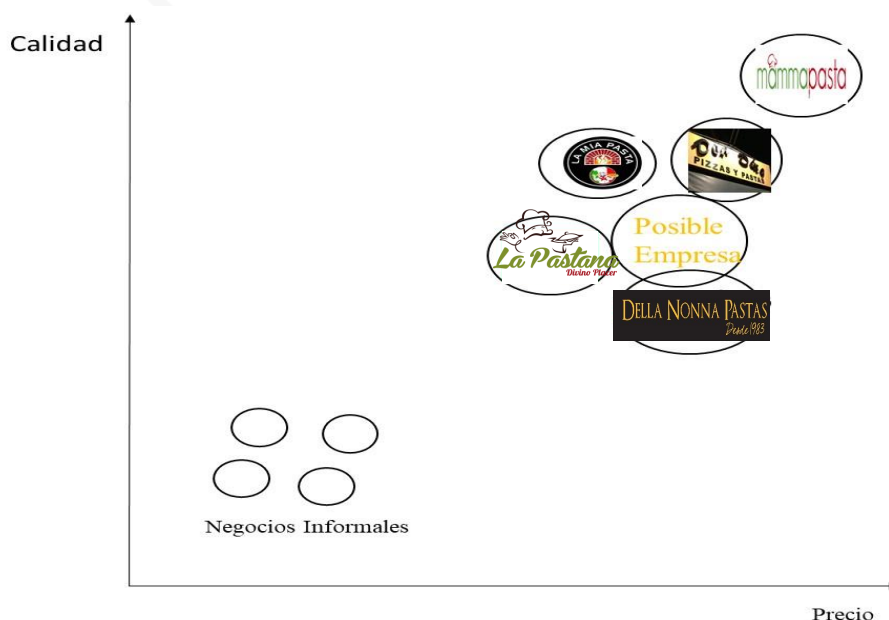 Calidad
mammapasta
LA MIA PASTA
PIZZAS Y PASTAS
La Pastana
Divino Placer
Posible
Empresa
DELLA NONNA PASTAS
Desde 1983
Negocios Informales
Precio